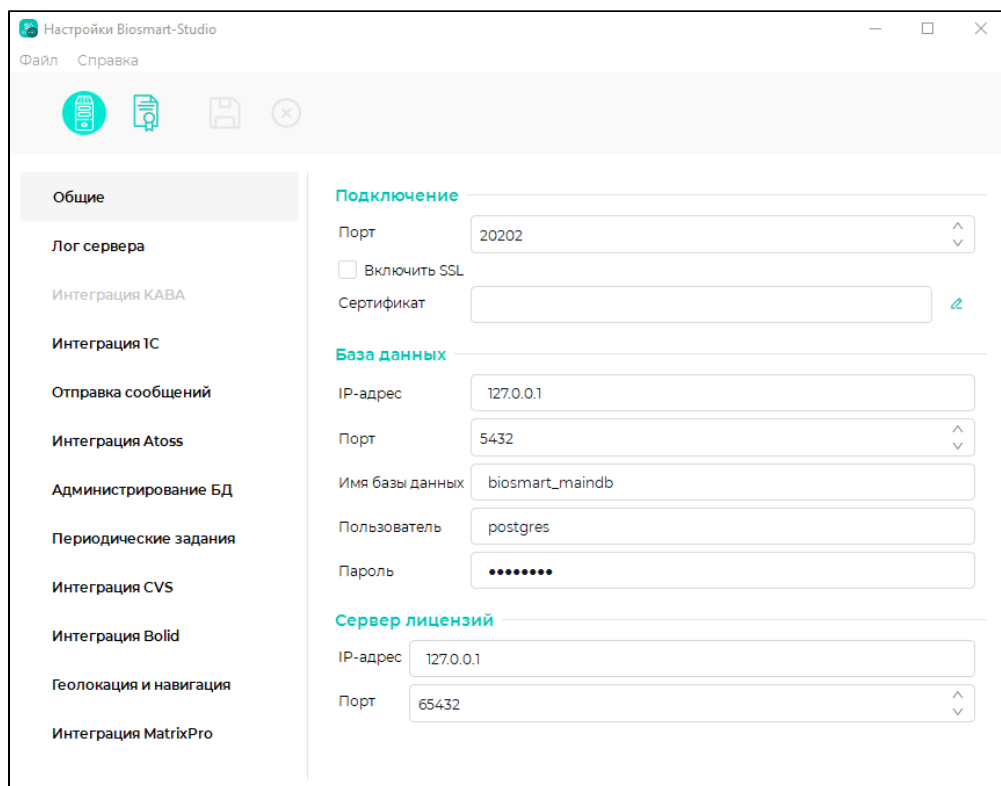 Настройки Biosmart-Studio
Файл Справка
Общие
Лог сервера
Интеграция KABA
Интеграция 1С
Отправка сообщений
Интеграция Atoss
Администрирование БД
Периодические задания
Интеграция CVS
Интеграция Bolid
Геолокация и навигация
Интеграция MatrixPro
Подключение
Порт 20202
Включить SSL
Сертификат
База данных
IP-адрес 127.0.0.1
Порт 5432
Имя базы данных biosmart_maindb
Пользователь postgres
Пароль ••••••••
Сервер лицензий
IP-адрес 127.0.0.1
Порт 65432